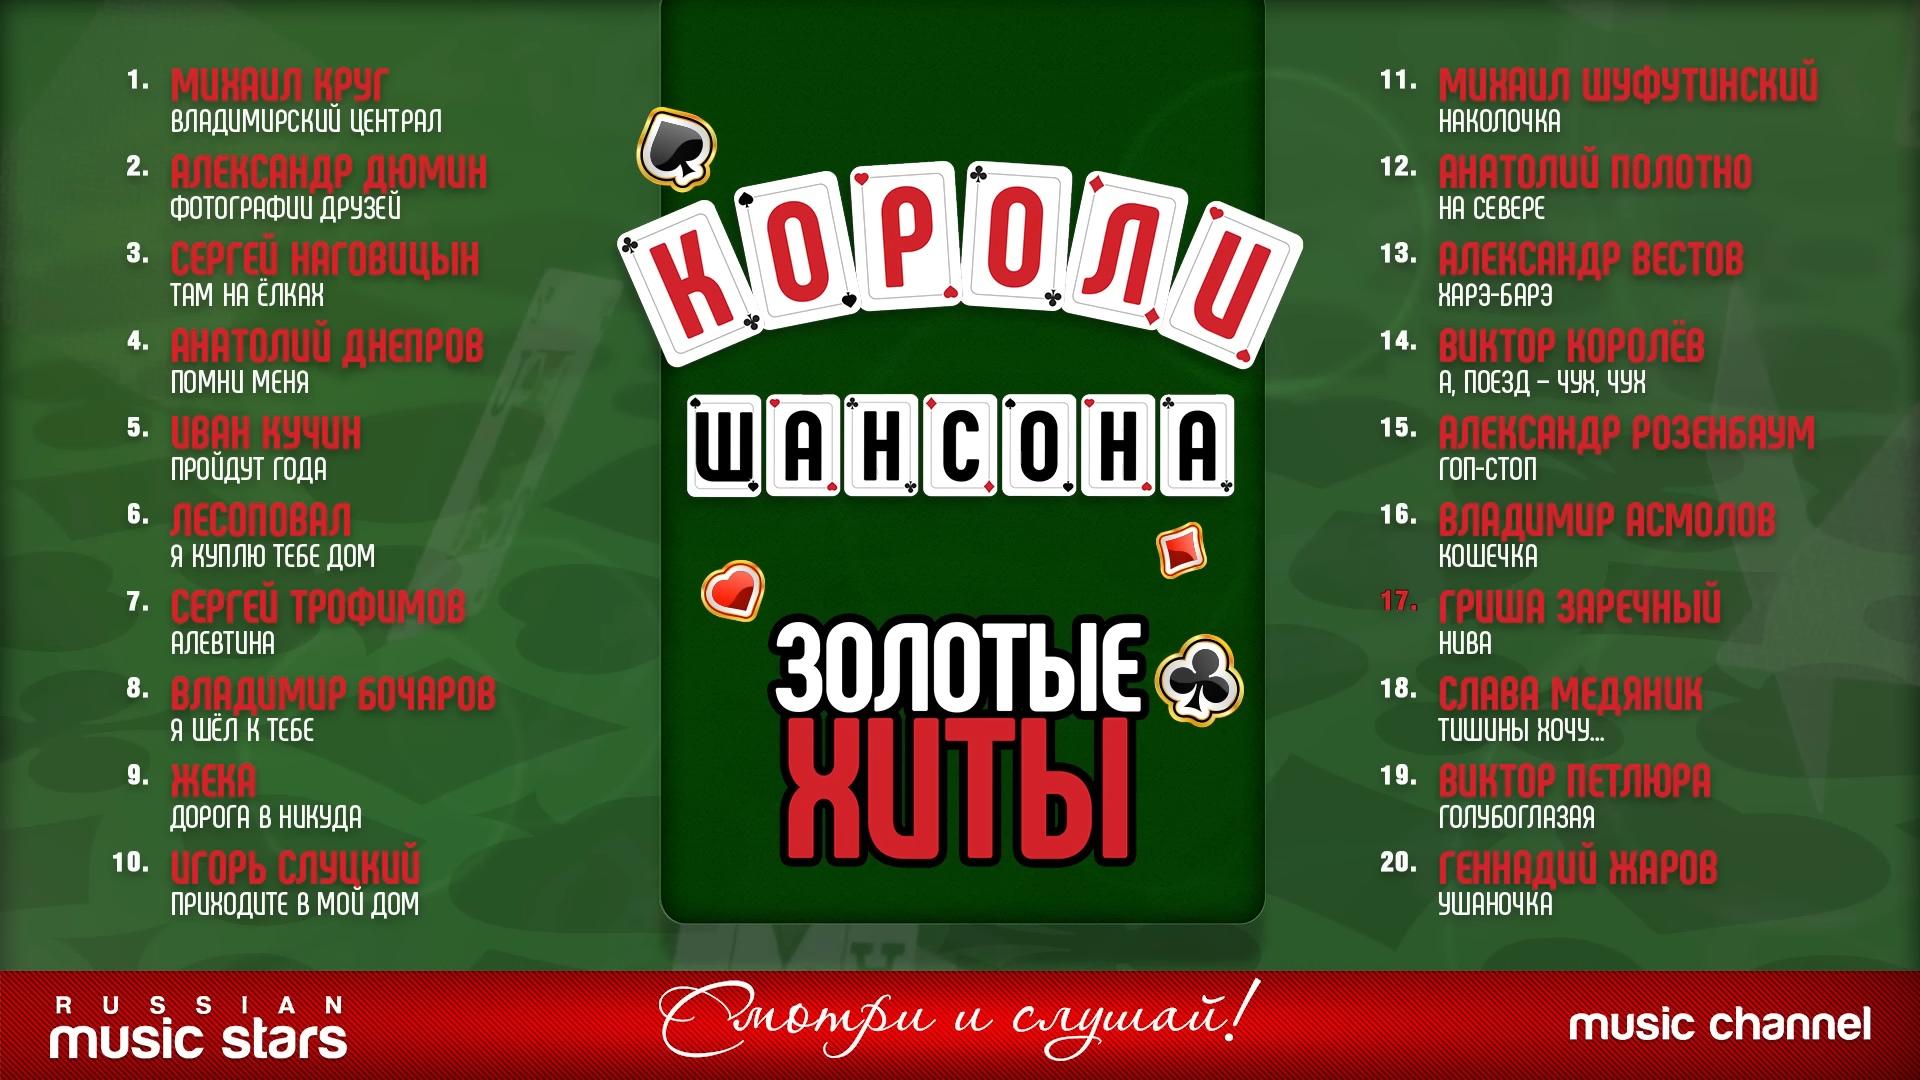 1. МИХАИЛ КРУГ
ВЛАДИМИРСКИЙ ЦЕНТРАЛ
2. АЛЕКСАНДР ДЮМИН
ФОТОГРАФИИ ДРУЗЕЙ
3. СЕРГЕЙ НАГОВИЦЫН
ТАМ НА ЁЛКАХ
4. АНАТОЛИЙ ДНЕПРОВ
ПОМНИ МЕНЯ
5. ИВАН КУЧИН
ПРОЙДУТ ГОДА
6. ЛЕСОПОВАЛ
Я КУПЛЮ ТЕБЕ ДОМ
7. СЕРГЕЙ ТРОФИМОВ
АЛЕВТИНА
8. ВЛАДИМИР БОЧАРОВ
Я ШЁЛ К ТЕБЕ
9. ЖЕКА
ДОРОГА В НИКУДА
10. ИГОРЬ СЛУЦКИЙ
ПРИХОДИТЕ В МОЙ ДОМ
КОРОЛИ
ШАНСОНА
ЗОЛОТЫЕ
ХИТЫ
11. МИХАИЛ ШУФУТИНСКИЙ
НАКОЛОЧКА
12. АНАТОЛИЙ ПОЛОТНО
НА СЕВЕРЕ
13. АЛЕКСАНДР ВЕСТОВ
ХАРЭ-БАРЭ
14. ВИКТОР КОРОЛЁВ
А, ПОЕЗД – ЧУХ, ЧУХ
15. АЛЕКСАНДР РОЗЕНБАУМ
ГОП-СТОП
16. ВЛАДИМИР АСМОЛОВ
КОШЕЧКА
17. ГРИША ЗАРЕЧНЫЙ
НИВА
18. СЛАВА МЕДЯНИК
ТИШИНЫ ХОЧУ...
19. ВИКТОР ПЕТЛЮРА
ГОЛУБОГЛАЗАЯ
20. ГЕННАДИЙ ЖАРОВ
УШАНОЧКА
RUSSIAN
music stars
Смотри и слушай!
music channel